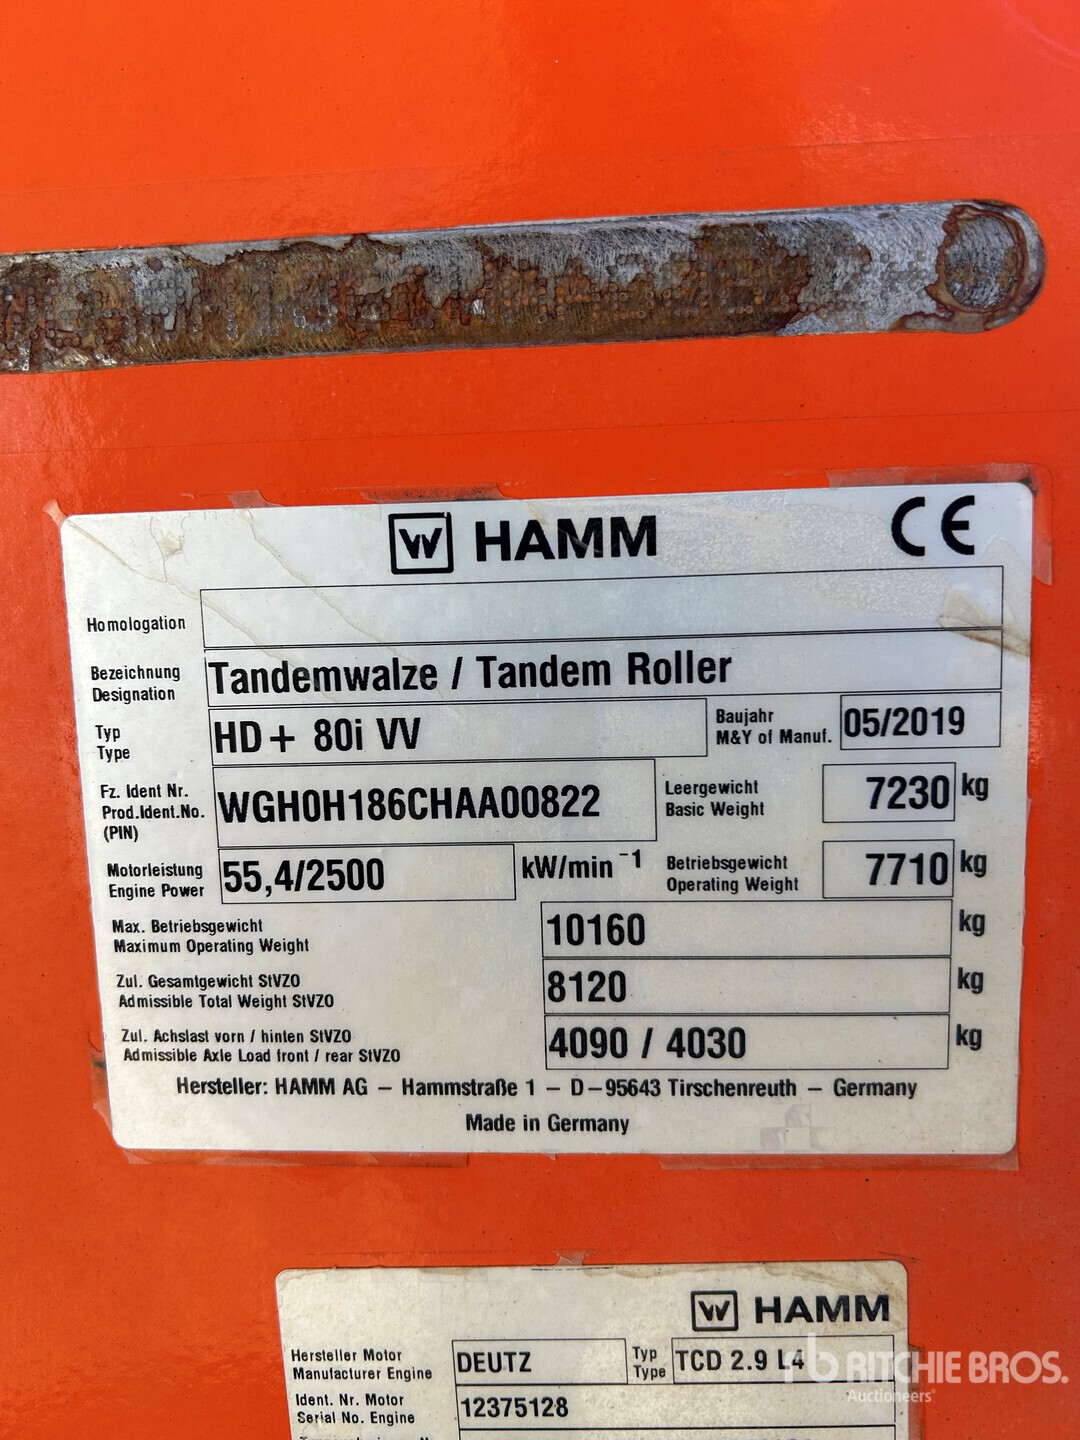 HAMM CE
Homologation
Bezeichnung
Designation
Tandemwalze / Tandem Roller
Typ
Type
HD+ 80i VV
Baujahr
M&Y of Manuf.
05/2019
Fz. Ident Nr.
Prod.Ident.No.
(PIN)
WGH0H186CHAA00822
Leergewicht
Basic Weight
7230 kg
Motorleistung
Engine Power
55,4/2500 kW/min⁻¹
Betriebsgewicht
Operating Weight
7710 kg
Max. Betriebsgewicht
Maximum Operating Weight
10160 kg
Zul. Gesamtgewicht StVZO
Admissible Total Weight StVZO
8120 kg
Zul. Achslast vorn / hinten StVZO
Admissible Axle Load front / rear StVZO
4090 / 4030 kg
Hersteller: HAMM AG – Hammstraße 1 – D–95643 Tirschenreuth – Germany
Made in Germany
HAMM
Hersteller Motor
Manufacturer Engine
DEUTZ
Typ
Type
TCD 2.9 L4
Ident. Nr. Motor
Serial No. Engine
12375128
rb RITCHIE BROS.
Auctioneers